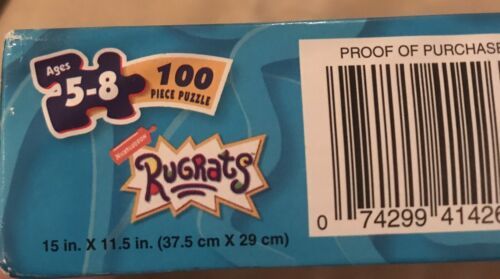 Ages
5-8
100
PIECE PUZZLE
NICKELODEON
RUGRATS
15 in. X 11.5 in. (37.5 cm X 29 cm)
PROOF OF PURCHASE
0 74299 41426